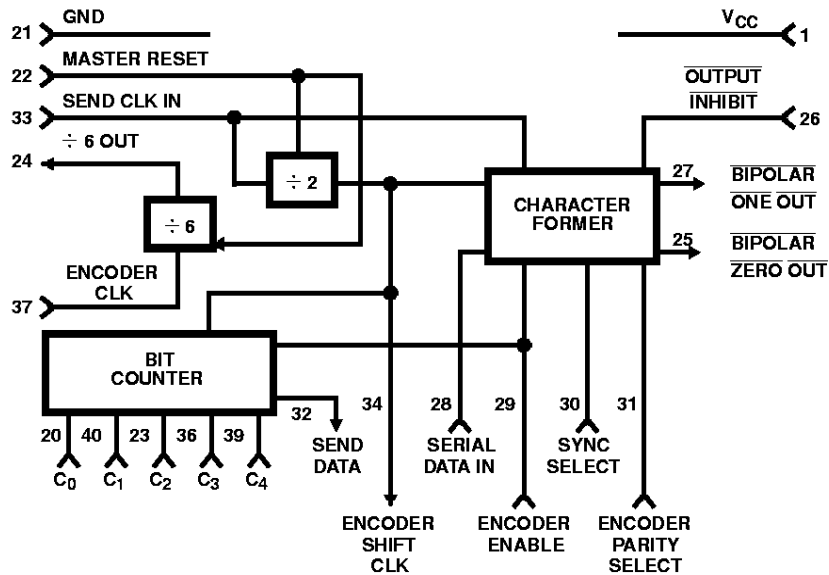 21 GND
V_CC 1
22 MASTER RESET
OUTPUT
INHIBIT
26
33 SEND CLK IN
24 ÷ 6 OUT
÷ 2
÷ 6
CHARACTER
FORMER
27 BIPOLAR
ONE OUT
25 BIPOLAR
ZERO OUT
37 ENCODER
CLK
BIT
COUNTER
20 40 23 36 39
C0 C1 C2 C3 C4
32
SEND
DATA
34
ENCODER
SHIFT
CLK
28
SERIAL
DATA IN
29
ENCODER
ENABLE
30
SYNC
SELECT
31
ENCODER
PARITY
SELECT